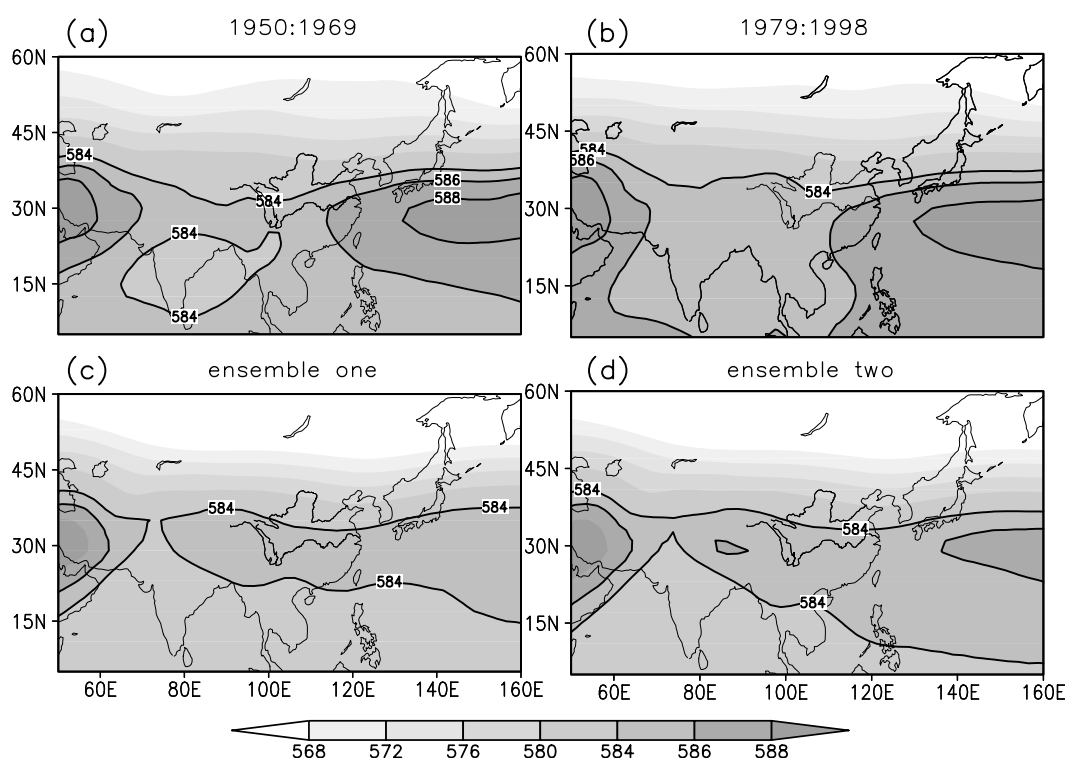 (a) 1950:1969 (b) 1979:1998
60N 60N
45N 45N
584 584
586 586
584 584
588
30N 30N
584
15N 15N
584
(c) ensemble one (d) ensemble two
60N 60N
45N 45N
584 584 584
584
30N 30N
584
584
15N 15N
60E 80E 100E 120E 140E 160E 60E 80E 100E 120E 140E 160E
568 572 576 580 584 586 588